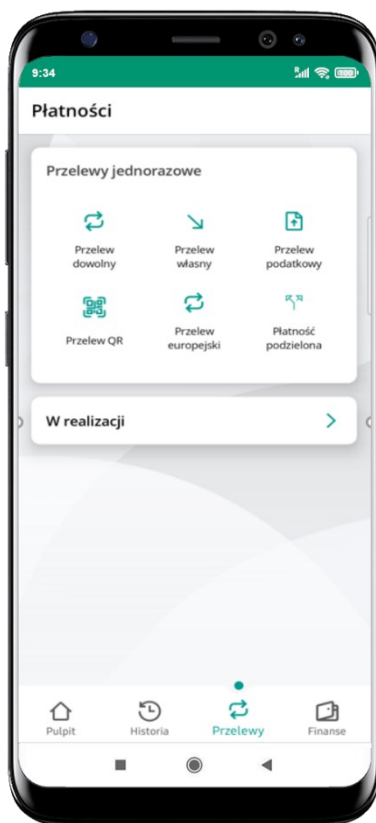 9:34
Płatności
Przelewy jednorazowe
Przelew
dowolny
Przelew
własny
Przelew
podatkowy
Przelew QR
Przelew
europejski
Płatność
podzielona
W realizacji
Pulpit
Historia
Przelewy
Finanse